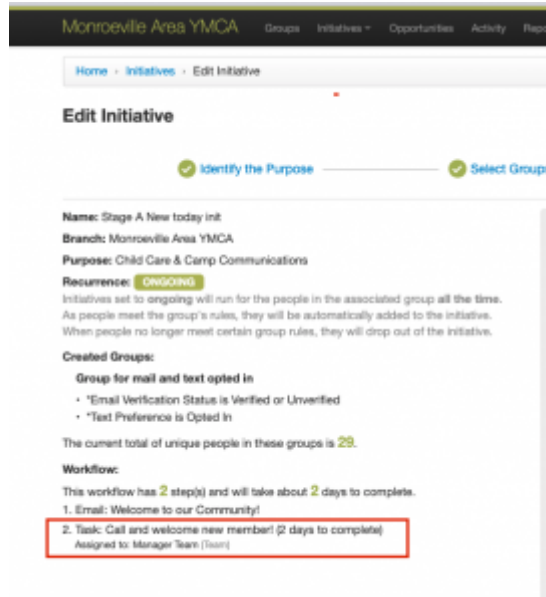 Monroeville Area YMCA Groups Initiatives Opportunities Activity
Home › Initiatives › Edit Initiative
Edit Initiative
Identify the Purpose Select Groups
Name: Stage A New today init
Branch: Monroeville Area YMCA
Purpose: Child Care & Camp Communications
Recurrence: ONGOING
Initiatives set to ongoing will run for the people in the associated group all the time.
As people meet the group's rules, they will be automatically added to the initiative.
When people no longer meet certain group rules, they will drop out of the initiative.
Created Groups:
Group for mail and text opted in
• *Email Verification Status is Verified or Unverified
• *Text Preference is Opted In
The current total of unique people in these groups is 29.
Workflow:
This workflow has 2 step(s) and will take about 2 days to complete.
1. Email: Welcome to our Community!
2. Task: Call and welcome new member! (2 days to complete)
Assigned to: Manager Team (Team)